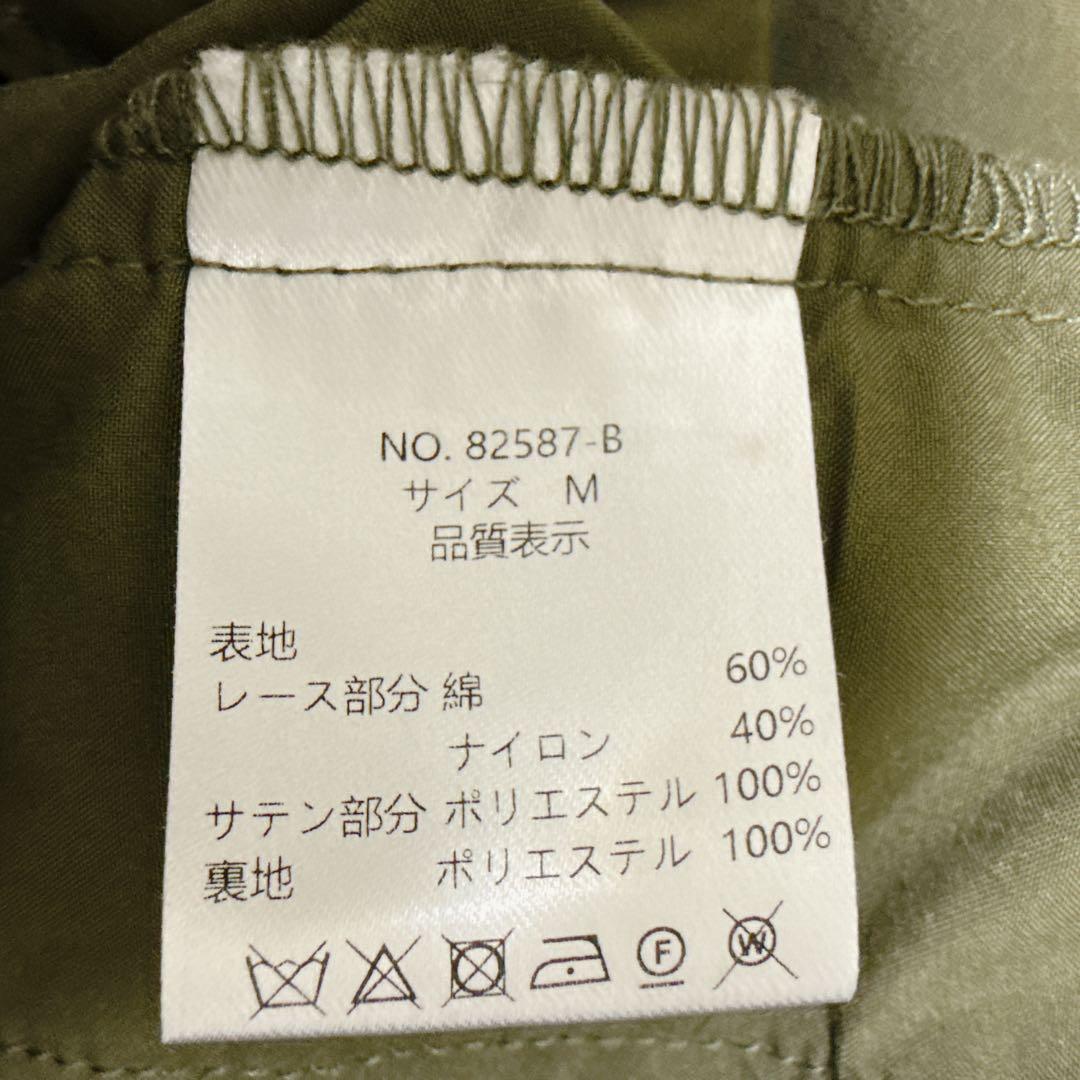 NO. 82587-B
サイズ M
品質表示
表地
レース部分 綿 60%
ナイロン 40%
サテン部分 ポリエステル 100%
裏地 ポリエステル 100%
F W